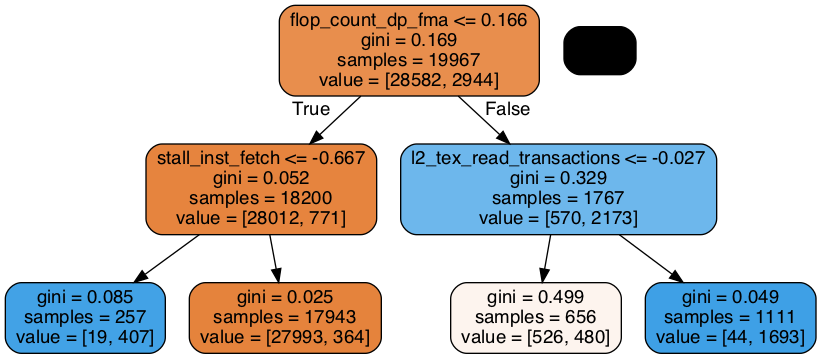 flop_count_dp_fma <= 0.166
gini = 0.169
samples = 19967
value = [28582, 2944]
True
False
stall_inst_fetch <= -0.667
gini = 0.052
samples = 18200
value = [28012, 771]
l2_tex_read_transactions <= -0.027
gini = 0.329
samples = 1767
value = [570, 2173]
gini = 0.085
samples = 257
value = [19, 407]
gini = 0.025
samples = 17943
value = [27993, 364]
gini = 0.499
samples = 656
value = [526, 480]
gini = 0.049
samples = 1111
value = [44, 1693]